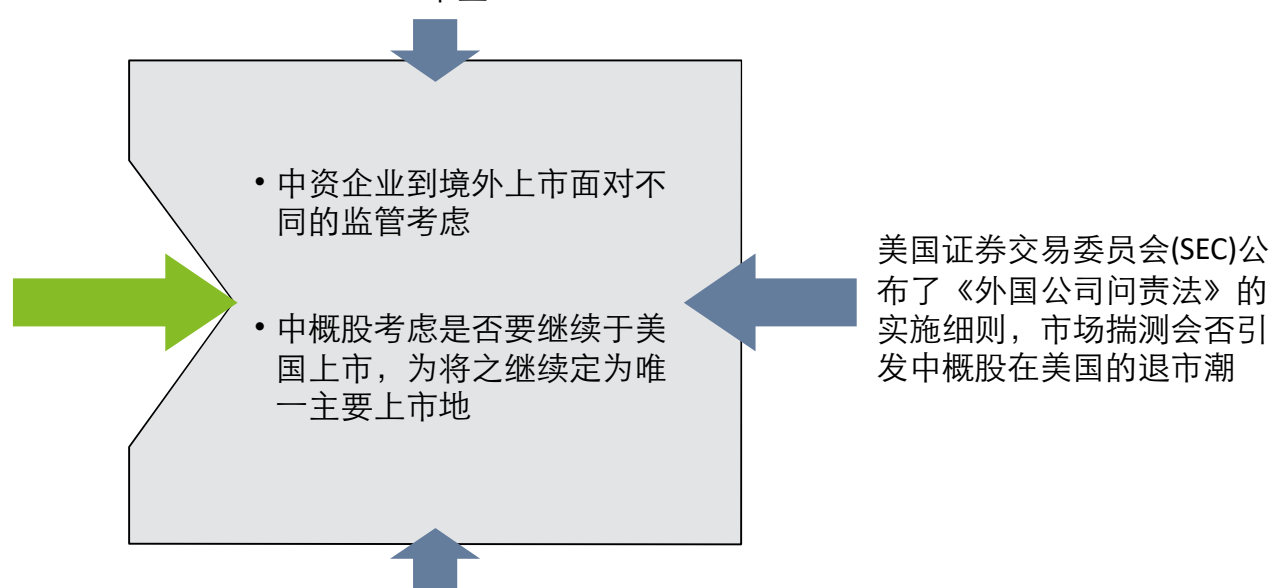 • 中资企业到境外上市面对不
同的监管考虑
• 中概股考虑是否要继续于美
国上市，为将之继续定为唯
一主要上市地
美国证券交易委员会(SEC)公
布了《外国公司问责法》的
实施细则，市场揣测会否引
发中概股在美国的退市潮